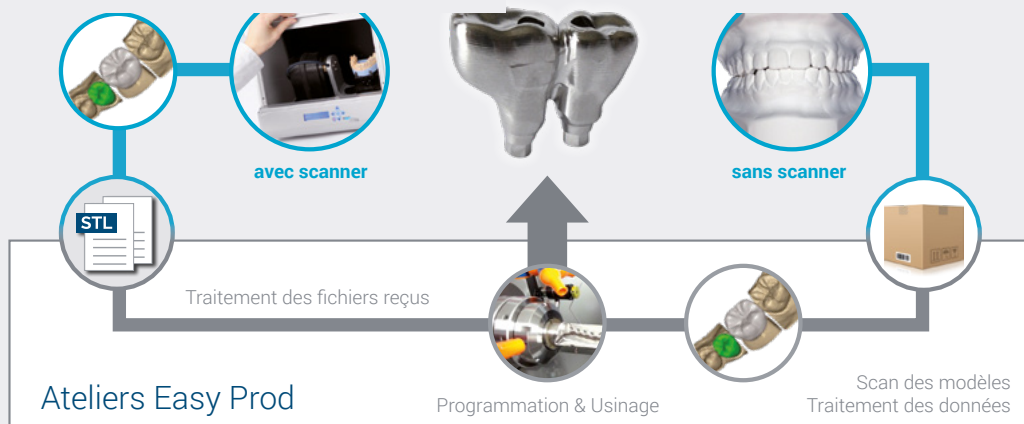 avec scanner
sans scanner
STL
Traitement des fichiers reçus
Ateliers Easy Prod
Programmation & Usinage
Scan des modèles
Traitement des données